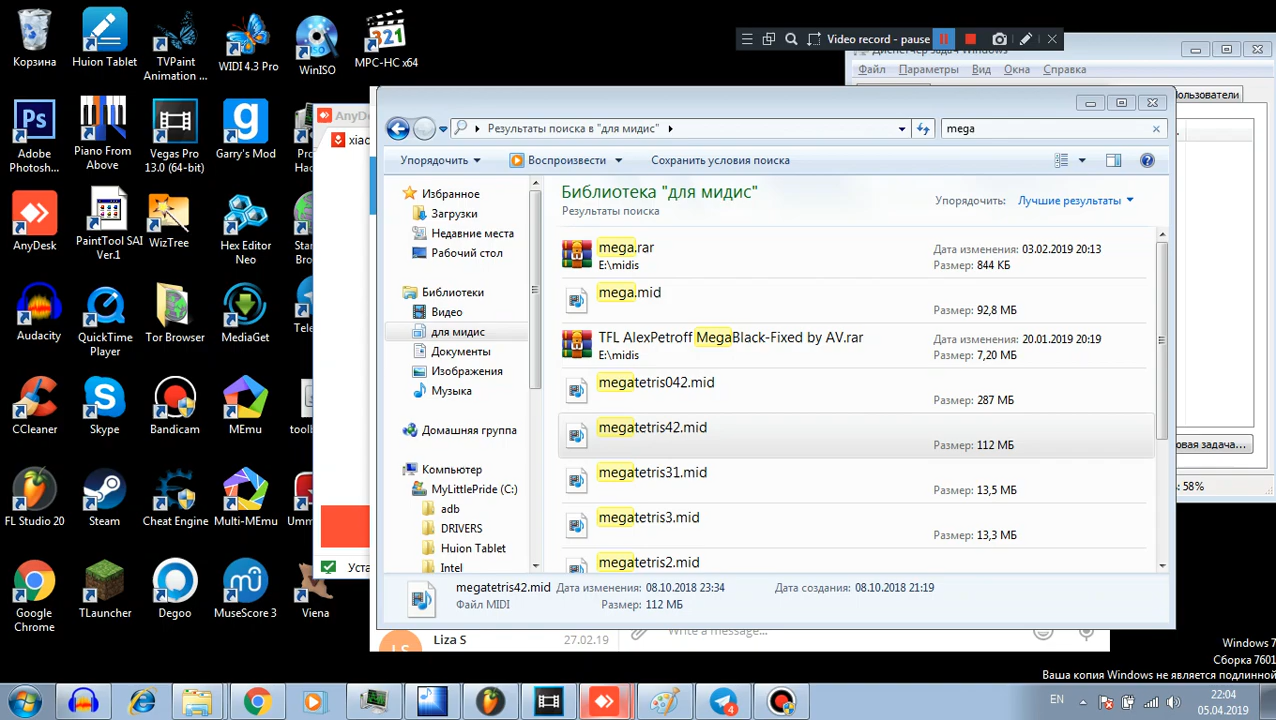 Корзина
Huion Tablet
TVPaint
Animation ...
WIDI 4.3 Pro
WinISO
MPC-HC x64
Video record - pause
Диспетчер задач Windows
Файл Параметры Вид Окна Справка
Пользователи
AnyDe
xiao
Результаты поиска в "для мидис"
mega
Упорядочить
Воспроизвести
Сохранить условия поиска
Избранное
Загрузки
Недавние места
Рабочий стол
Библиотеки
Видео
для мидис
Документы
Изображения
Музыка
Домашняя группа
Компьютер
MyLittlePride (C:)
adb
DRIVERS
Huion Tablet
Intel
Библиотека "для мидис"
Результаты поиска
Упорядочить: Лучшие результаты
mega.rar
E:\midis
Дата изменения: 03.02.2019 20:13
Размер: 844 КБ
mega.mid
Размер: 92,8 МБ
TFL AlexPetroff MegaBlack-Fixed by AV.rar
E:\midis
Дата изменения: 20.01.2019 20:19
Размер: 7,20 МБ
megatetris042.mid
Размер: 287 МБ
megatetris42.mid
Размер: 112 МБ
megatetris31.mid
Размер: 13,5 МБ
megatetris3.mid
Размер: 13,3 МБ
megatetris2.mid
megatetris42.mid Дата изменения: 08.10.2018 23:34 Дата создания: 08.10.2018 21:19
Файл MIDI Размер: 112 МБ
овая задача...
: 58%
Adobe
Photosh...
Piano From
Above
Vegas Pro
13.0 (64-bit)
Garry's Mod
AnyDesk
PaintTool SAI
Ver.1
WizTree
Hex Editor
Neo
Audacity
QuickTime
Player
Tor Browser
MediaGet
CCleaner
Skype
Bandicam
MEmu
FL Studio 20
Steam
Cheat Engine
Multi-MEmu
Google
Chrome
TLauncher
Degoo
MuseScore 3
Viena
Уста
LS
Liza S
27.02.19
Write a message...
Windows 7
Сборка 7601
Ваша копия Windows не является подлинной
4
EN
22:04
05.04.2019